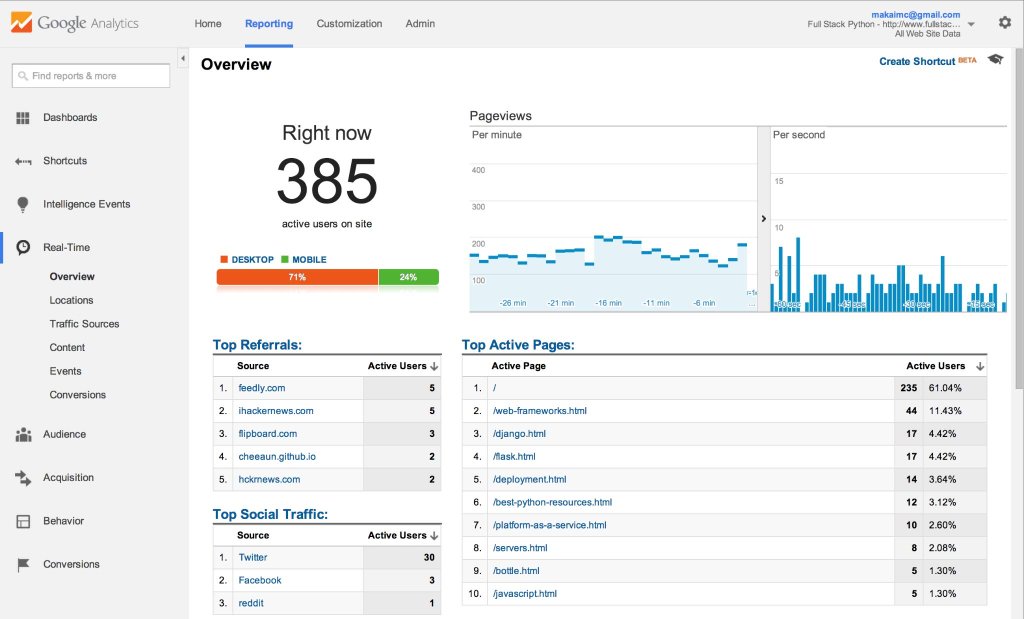 Google Analytics
Home Reporting Customization Admin
makaimc@gmail.com
Full Stack Python - http://www.fullstac...
All Web Site Data
Find reports & more
Dashboards
Shortcuts
Intelligence Events
Real-Time
Overview
Locations
Traffic Sources
Content
Events
Conversions
Audience
Acquisition
Behavior
Conversions
Overview
Create Shortcut BETA
Right now
385
active users on site
DESKTOP MOBILE
71% 24%
Pageviews
Per minute
400
300
200
100
-26 min -21 min -16 min -11 min -6 min
Per second
15
10
5
-60 sec -45 sec -30 sec -15 sec
Top Referrals:
Source Active Users
1. feedly.com 5
2. ihackernews.com 5
3. flipboard.com 3
4. cheeaun.github.io 2
5. hckrnews.com 2
Top Social Traffic:
Source Active Users
1. Twitter 30
2. Facebook 3
3. reddit 1
Top Active Pages:
Active Page Active Users
1. / 235 61.04%
2. /web-frameworks.html 44 11.43%
3. /django.html 17 4.42%
4. /flask.html 17 4.42%
5. /deployment.html 14 3.64%
6. /best-python-resources.html 12 3.12%
7. /platform-as-a-service.html 10 2.60%
8. /servers.html 8 2.08%
9. /bottle.html 5 1.30%
10. /javascript.html 5 1.30%